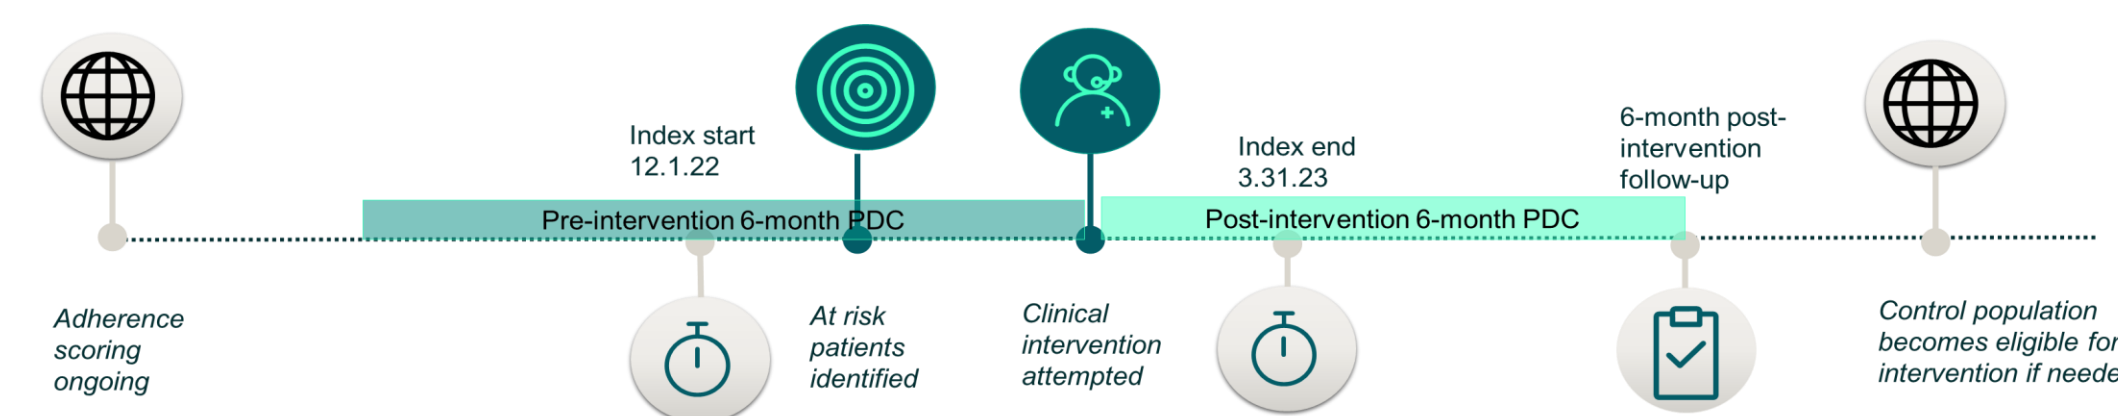 Index start
12.1.22
Index end
3.31.23
6-month post-
intervention
follow-up
Pre-intervention 6-month PDC
Post-intervention 6-month PDC
Adherence
scoring
ongoing
At risk
patients
identified
Clinical
intervention
attempted
Control population
becomes eligible for
intervention if neede